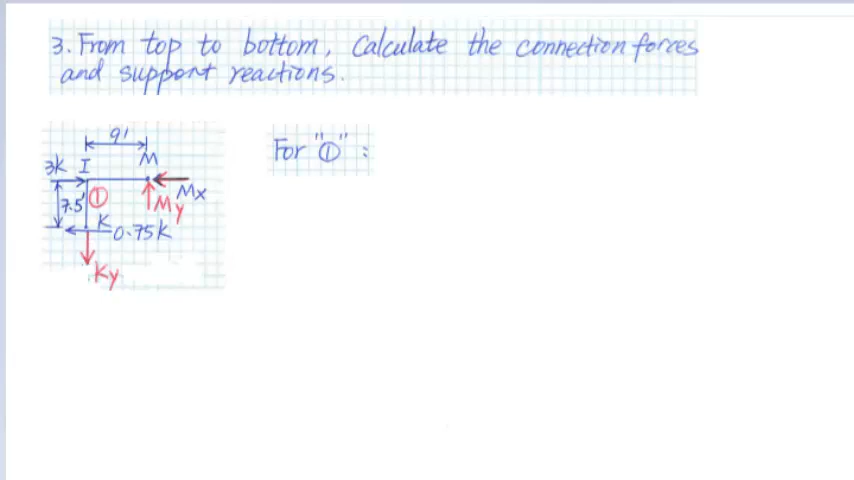 3. From top to bottom, Calculate the connection forces
and support reactions.
9'
3k I M
For "①" :
7.5' ① My Mx
K 0.75k
Ky